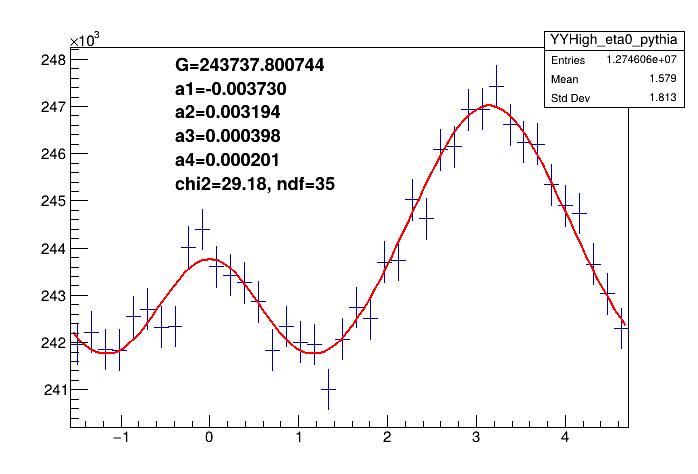 ×10³
YYHigh_eta0_pythia
Entries 1.274606e+07
Mean 1.579
Std Dev 1.813
G=243737.800744
a1=-0.003730
a2=0.003194
a3=0.000398
a4=0.000201
chi2=29.18, ndf=35
248
247
246
245
244
243
242
241
−1 0 1 2 3 4